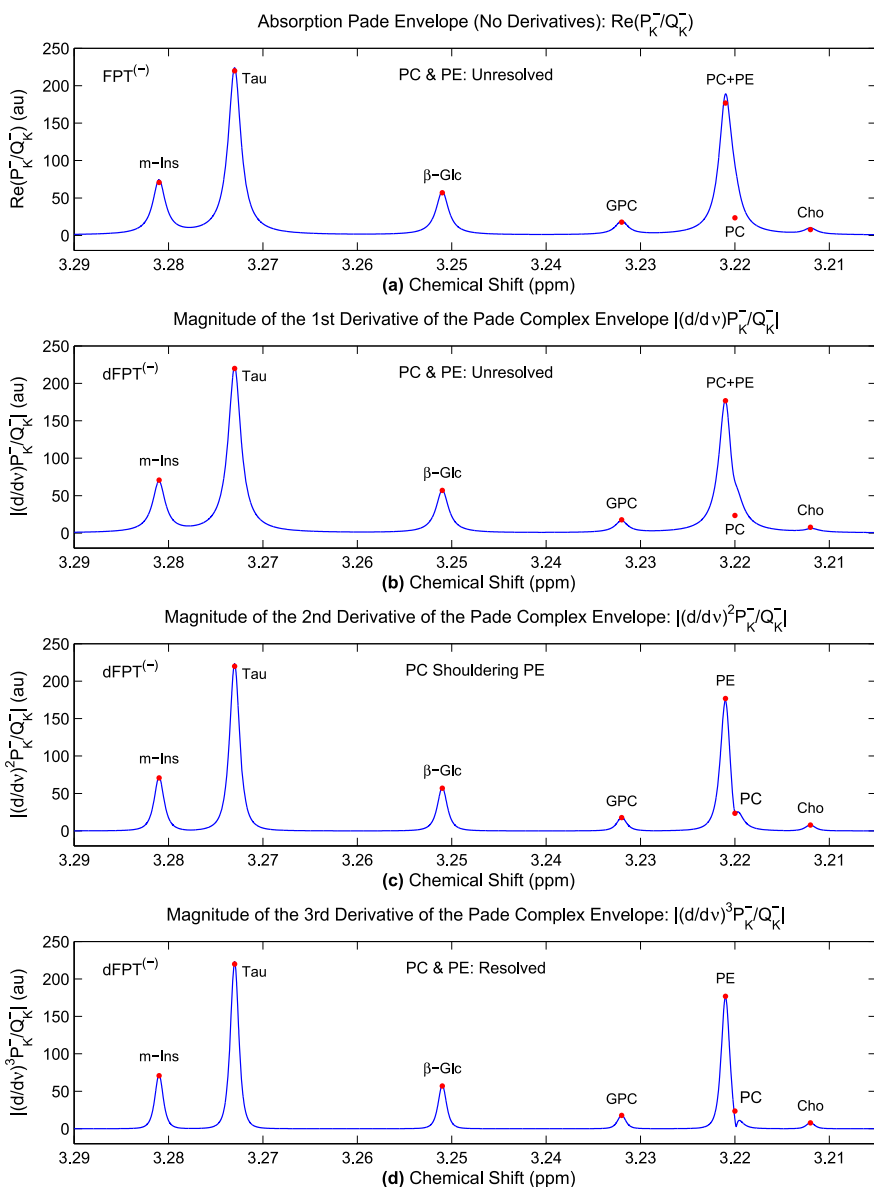 Absorption Pade Envelope (No Derivatives): Re(P_K^−/Q_K^−)
Re(P_K^−/Q_K^−) (au)
250
200
150
100
50
0
FPT^(−)
PC & PE: Unresolved
m−Ins
Tau
β−Glc
GPC
PC+PE
PC
Cho
3.29 3.28 3.27 3.26 3.25 3.24 3.23 3.22 3.21
(a) Chemical Shift (ppm)
Magnitude of the 1st Derivative of the Pade Complex Envelope |(d/dν)P_K^−/Q_K^−|
|(d/dν)P_K^−/Q_K^−| (au)
250
200
150
100
50
0
dFPT^(−)
PC & PE: Unresolved
m−Ins
Tau
β−Glc
GPC
PC+PE
PC
Cho
3.29 3.28 3.27 3.26 3.25 3.24 3.23 3.22 3.21
(b) Chemical Shift (ppm)
Magnitude of the 2nd Derivative of the Pade Complex Envelope: |(d/dν)^2P_K^−/Q_K^−|
|(d/dν)^2P_K^−/Q_K^−| (au)
250
200
150
100
50
0
dFPT^(−)
PC Shouldering PE
m−Ins
Tau
β−Glc
GPC
PE
PC
Cho
3.29 3.28 3.27 3.26 3.25 3.24 3.23 3.22 3.21
(c) Chemical Shift (ppm)
Magnitude of the 3rd Derivative of the Pade Complex Envelope: |(d/dν)^3P_K^−/Q_K^−|
|(d/dν)^3P_K^−/Q_K^−| (au)
250
200
150
100
50
0
dFPT^(−)
PC & PE: Resolved
m−Ins
Tau
β−Glc
GPC
PE
PC
Cho
3.29 3.28 3.27 3.26 3.25 3.24 3.23 3.22 3.21
(d) Chemical Shift (ppm)